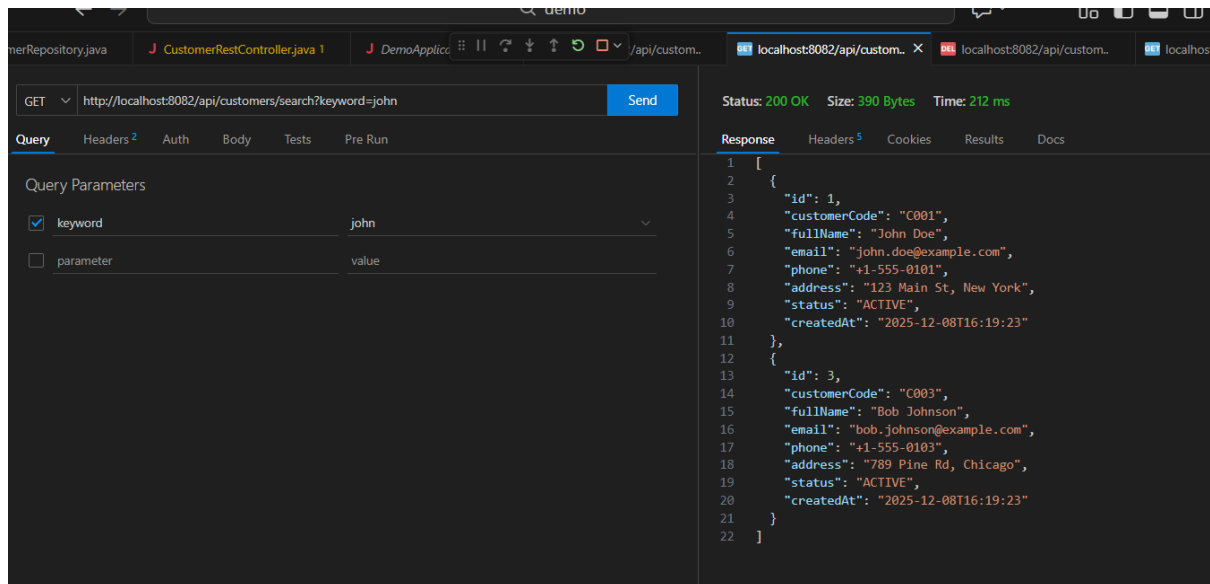 demo
merRepository.java J CustomerRestController.java 1 J DemoApplic /api/custom.. GET localhost:8082/api/custom.. DEL localhost:8082/api/custom.. GET localhos
GET http://localhost:8082/api/customers/search?keyword=john Send
Query Headers 2 Auth Body Tests Pre Run
Query Parameters
keyword john
parameter value
Status: 200 OK Size: 390 Bytes Time: 212 ms
Response Headers 5 Cookies Results Docs
1 [
2 {
3 "id": 1,
4 "customerCode": "C001",
5 "fullName": "John Doe",
6 "email": "john.doe@example.com",
7 "phone": "+1-555-0101",
8 "address": "123 Main St, New York",
9 "status": "ACTIVE",
10 "createdAt": "2025-12-08T16:19:23"
11 },
12 {
13 "id": 3,
14 "customerCode": "C003",
15 "fullName": "Bob Johnson",
16 "email": "bob.johnson@example.com",
17 "phone": "+1-555-0103",
18 "address": "789 Pine Rd, Chicago",
19 "status": "ACTIVE",
20 "createdAt": "2025-12-08T16:19:23"
21 }
22 ]